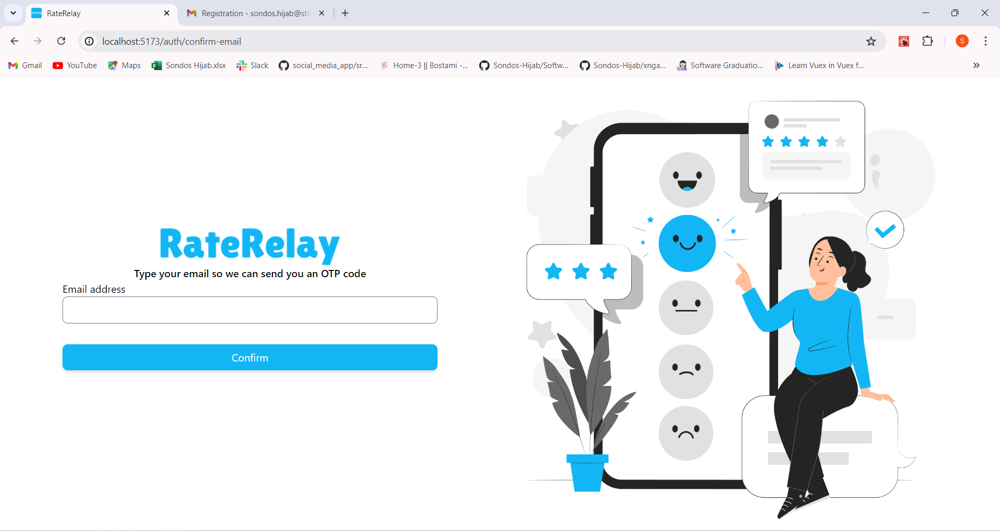 RateRelay
Registration - sondos.hijab@stu
localhost:5173/auth/confirm-email
S
Gmail
YouTube
Maps
Sondos Hijab.xlsx
Slack
social_media_app/sr...
Home-3 || Bostami -...
Sondos-Hijab/Softw...
Sondos-Hijab/xnga...
Software Graduatio...
Learn Vuex in Vuex f...
RateRelay
Type your email so we can send you an OTP code
Email address
Confirm